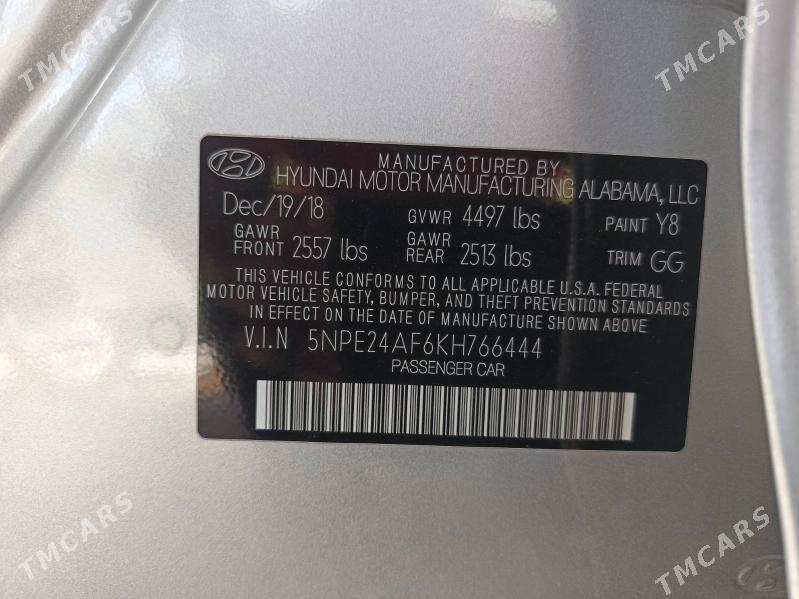 TMCARS
TMCARS
MANUFACTURED BY
HYUNDAI MOTOR MANUFACTURING ALABAMA, LLC
Dec/19/18 GVWR 4497 lbs PAINT Y8
GAWR FRONT 2557 lbs GAWR REAR 2513 lbs TRIM GG
THIS VEHICLE CONFORMS TO ALL APPLICABLE U.S.A. FEDERAL
MOTOR VEHICLE SAFETY, BUMPER, AND THEFT PREVENTION STANDARDS
IN EFFECT ON THE DATE OF MANUFACTURE SHOWN ABOVE
V.I.N 5NPE24AF6KH766444
PASSENGER CAR
TMCARS
TMCARS